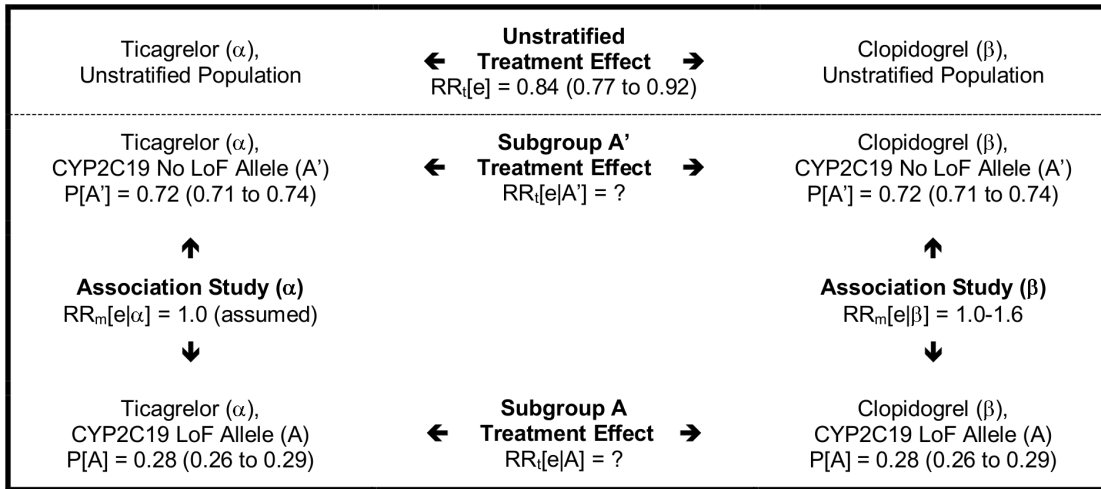 Ticagrelor (α),
Unstratified Population
Unstratified
Treatment Effect
RRt[e] = 0.84 (0.77 to 0.92)
Clopidogrel (β),
Unstratified Population
Ticagrelor (α),
CYP2C19 No LoF Allele (A’)
P[A’] = 0.72 (0.71 to 0.74)
Subgroup A’
Treatment Effect
RRt[e|A’] = ?
Clopidogrel (β),
CYP2C19 No LoF Allele (A’)
P[A’] = 0.72 (0.71 to 0.74)
Association Study (α)
RRm[e|α] = 1.0 (assumed)
Association Study (β)
RRm[e|β] = 1.0-1.6
Ticagrelor (α),
CYP2C19 LoF Allele (A)
P[A] = 0.28 (0.26 to 0.29)
Subgroup A
Treatment Effect
RRt[e|A] = ?
Clopidogrel (β),
CYP2C19 LoF Allele (A)
P[A] = 0.28 (0.26 to 0.29)